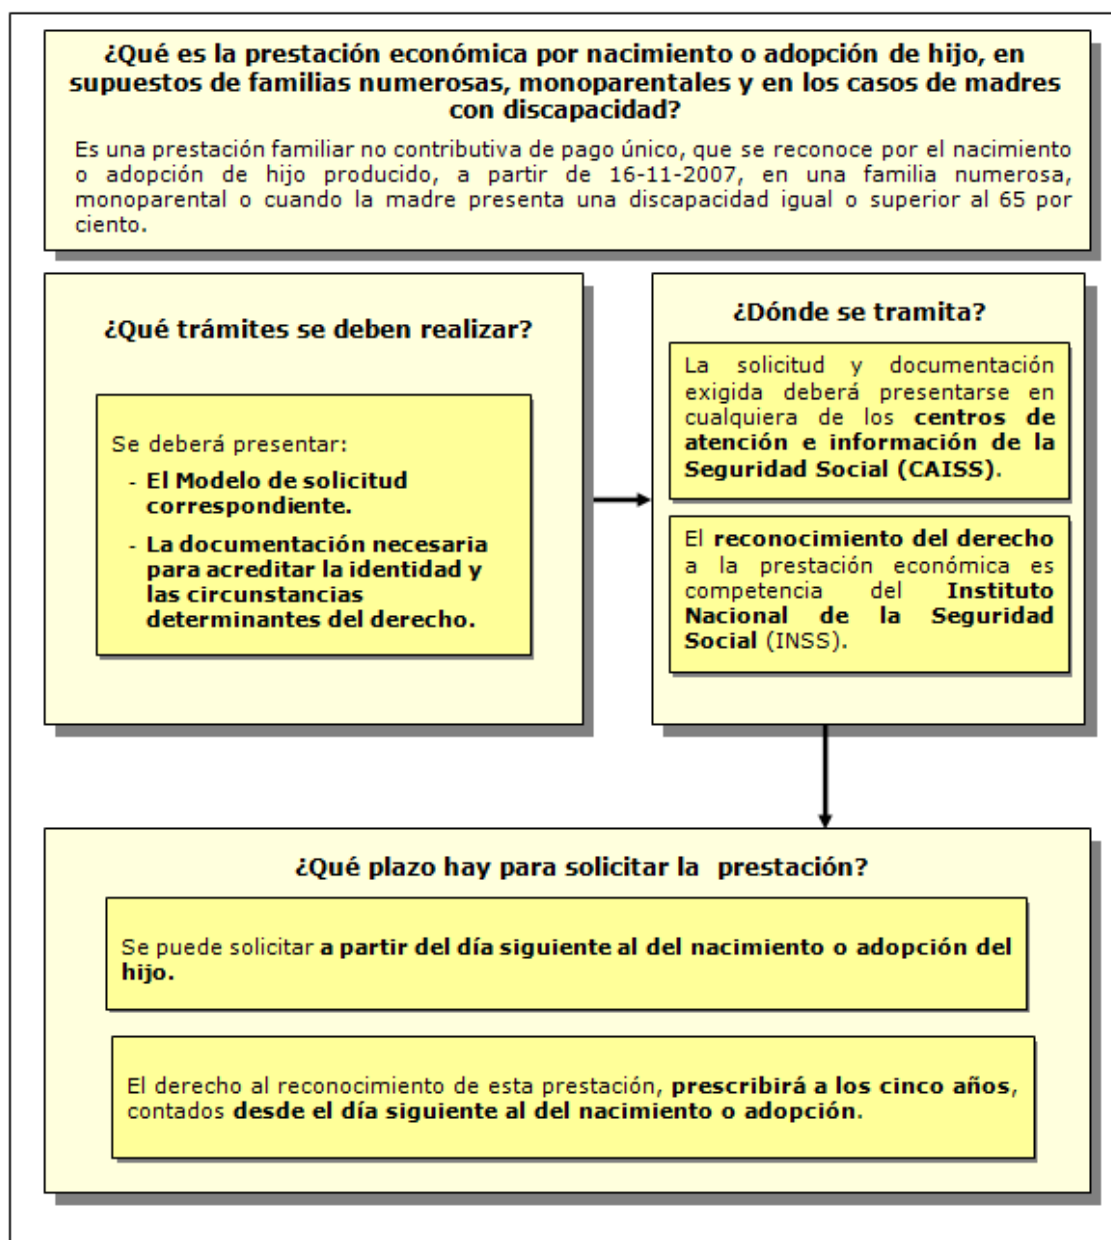 ¿Qué es la prestación económica por nacimiento o adopción de hijo, en
supuestos de familias numerosas, monoparentales y en los casos de madres
con discapacidad?
Es una prestación familiar no contributiva de pago único, que se reconoce por el nacimiento
o adopción de hijo producido, a partir de 16-11-2007, en una familia numerosa,
monoparental o cuando la madre presenta una discapacidad igual o superior al 65 por
ciento.
¿Qué trámites se deben realizar?
Se deberá presentar:
- El Modelo de solicitud
correspondiente.
- La documentación necesaria
para acreditar la identidad y
las circunstancias
determinantes del derecho.
¿Dónde se tramita?
La solicitud y documentación
exigida deberá presentarse en
cualquiera de los centros de
atención e información de la
Seguridad Social (CAISS).
El reconocimiento del derecho
a la prestación económica es
competencia del Instituto
Nacional de la Seguridad
Social (INSS).
¿Qué plazo hay para solicitar la prestación?
Se puede solicitar a partir del día siguiente al del nacimiento o adopción del
hijo.
El derecho al reconocimiento de esta prestación, prescribirá a los cinco años,
contados desde el día siguiente al del nacimiento o adopción.